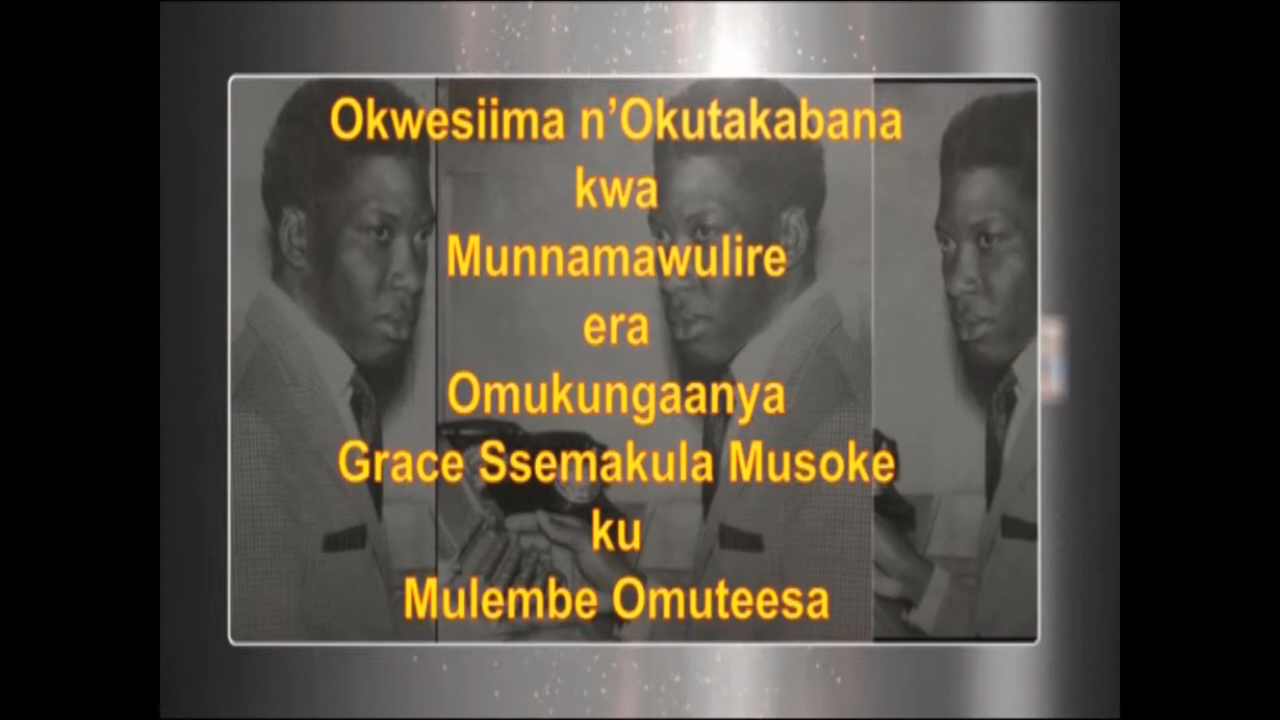 Okwesiima n’Okutakabana
kwa
Munnamawulire
era
Omukungaanya
Grace Ssemakula Musoke
ku
Mulembe Omuteesa